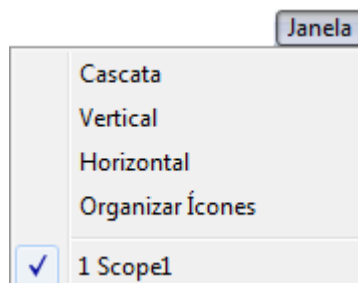 Janela
Cascata
Vertical
Horizontal
Organizar Ícones
1 Scope1